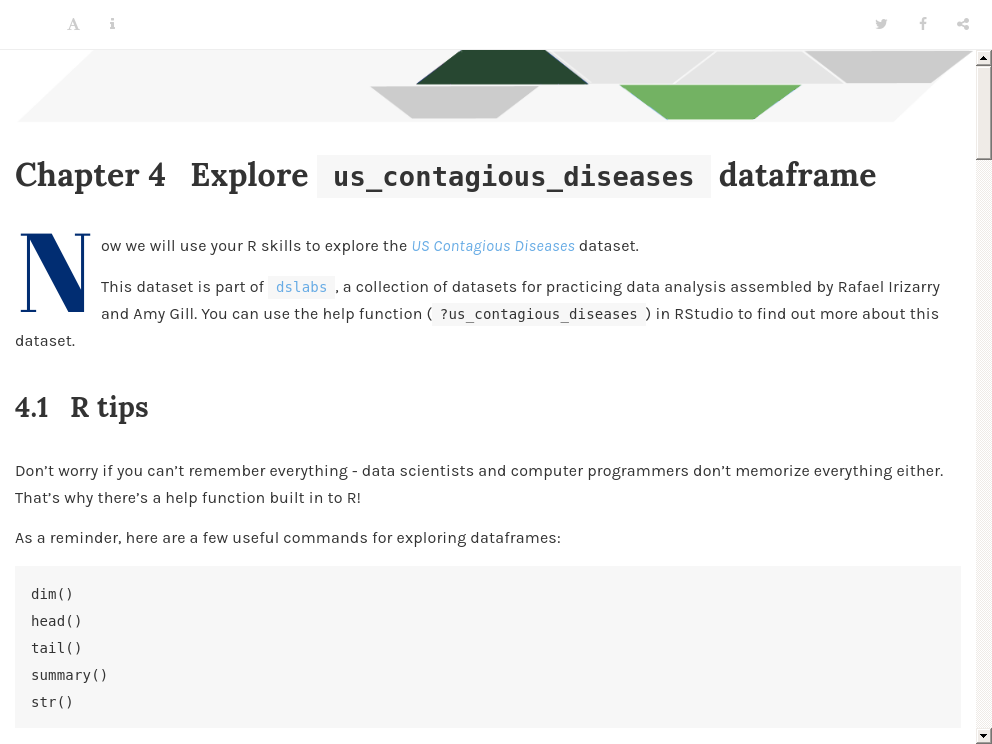 A i
Chapter 4 Explore us_contagious_diseases dataframe
Now we will use your R skills to explore the US Contagious Diseases dataset.
This dataset is part of dslabs, a collection of datasets for practicing data analysis assembled by Rafael Irizarry
and Amy Gill. You can use the help function ( ?us_contagious_diseases ) in RStudio to find out more about this
dataset.
4.1 R tips
Don’t worry if you can’t remember everything - data scientists and computer programmers don’t memorize everything either.
That’s why there’s a help function built in to R!
As a reminder, here are a few useful commands for exploring dataframes:
dim()
head()
tail()
summary()
str()